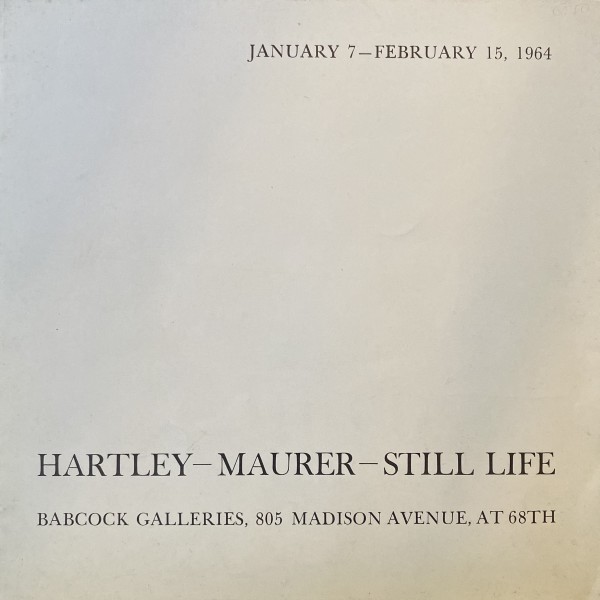 JANUARY 7—FEBRUARY 15, 1964
HARTLEY—MAURER—STILL LIFE
BABCOCK GALLERIES, 805 MADISON AVENUE, AT 68TH